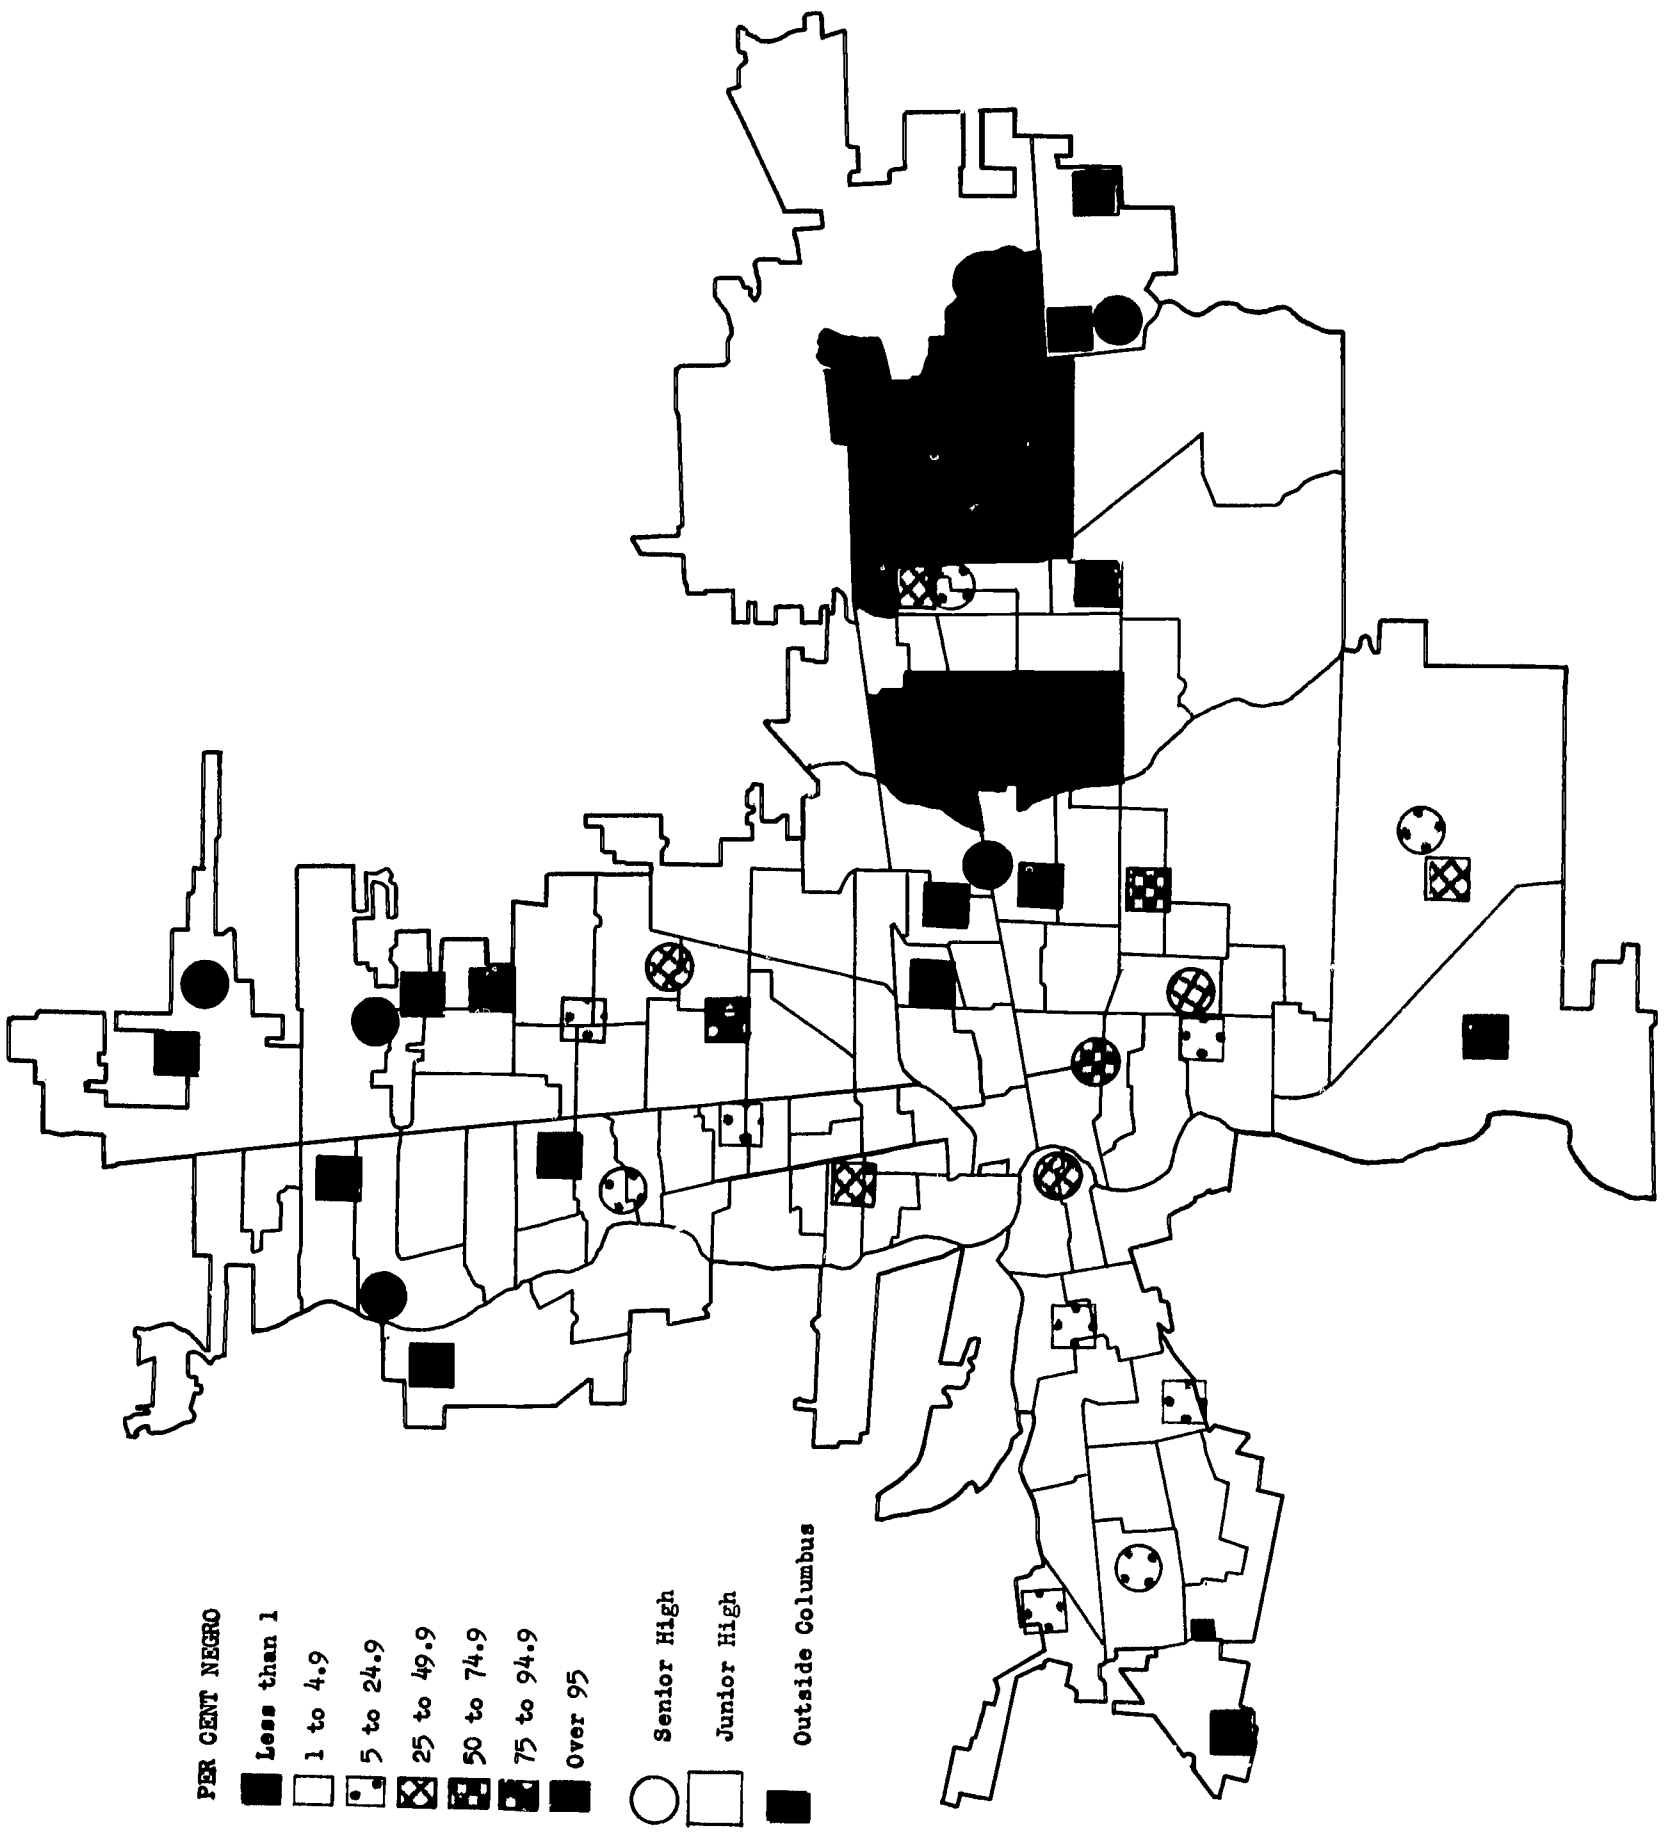 PER CENT NEGRO
Less than 1
1 to 4.9
5 to 24.9
25 to 49.9
50 to 74.9
75 to 94.9
Over 95
Senior High
Junior High
Outside Columbus